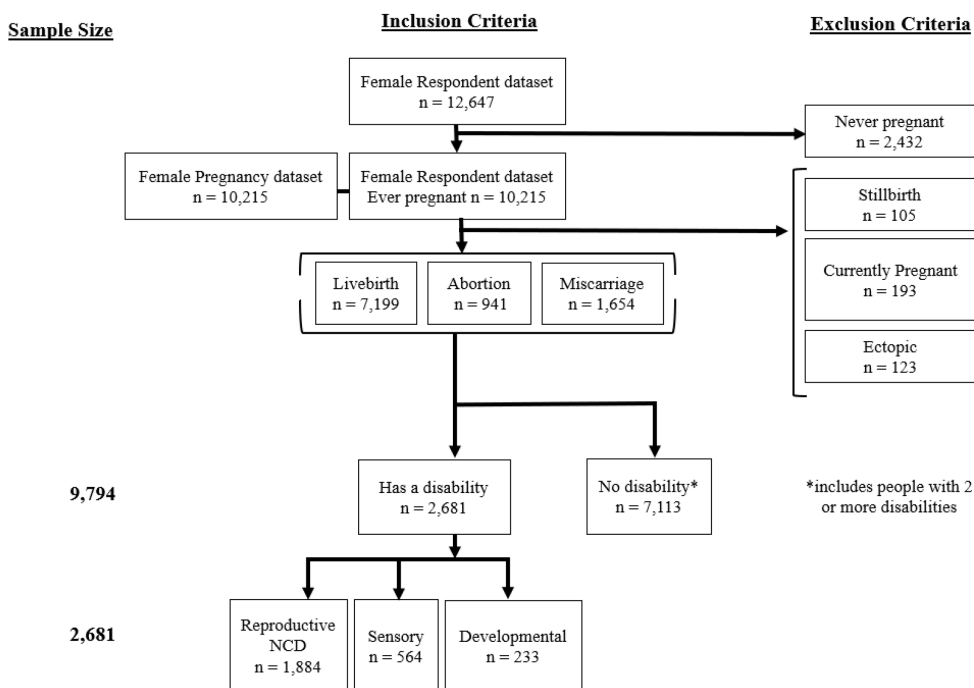 Sample Size
Inclusion Criteria
Exclusion Criteria
Female Respondent dataset
n = 12,647
Never pregnant
n = 2,432
Female Pregnancy dataset
n = 10,215
Female Respondent dataset
Ever pregnant n = 10,215
Stillbirth
n = 105
Currently Pregnant
n = 193
Ectopic
n = 123
Livebirth
n = 7,199
Abortion
n = 941
Miscarriage
n = 1,654
9,794
Has a disability
n = 2,681
No disability*
n = 7,113
*includes people with 2
or more disabilities
2,681
Reproductive
NCD
n = 1,884
Sensory
n = 564
Developmental
n = 233